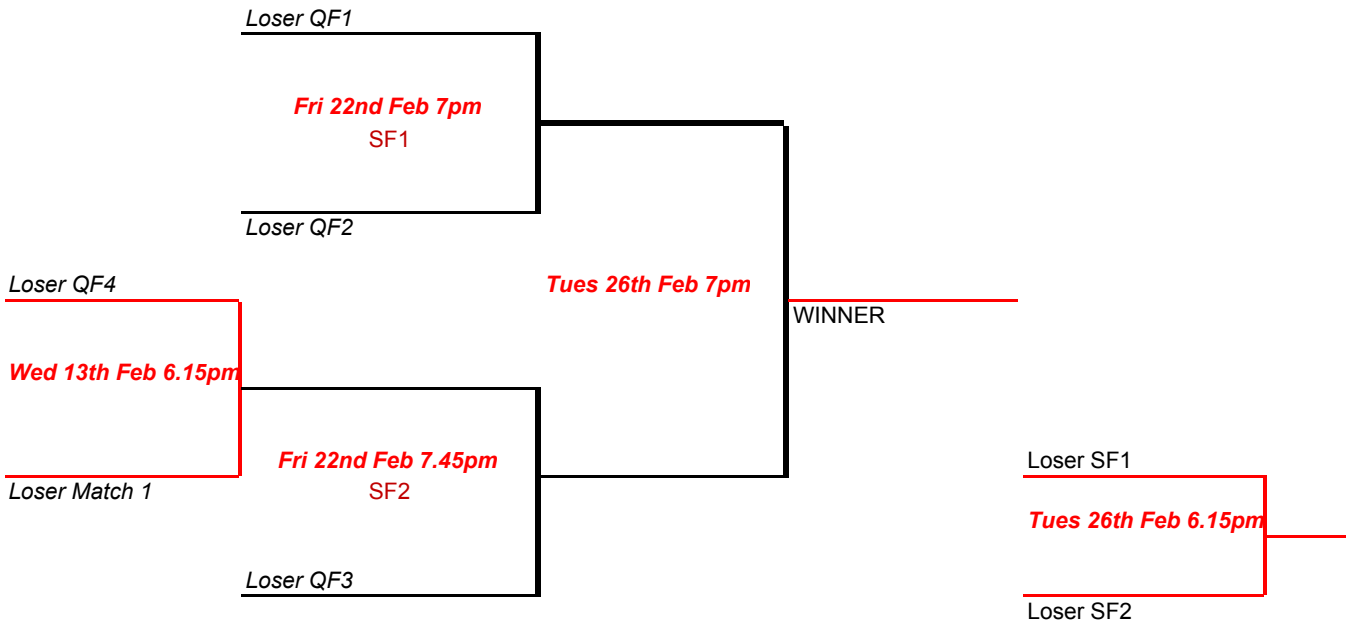 Loser QF1
Fri 22nd Feb 7pm
SF1
Loser QF2
Loser QF4
Tues 26th Feb 7pm
WINNER
Wed 13th Feb 6.15pm
Fri 22nd Feb 7.45pm
SF2
Loser Match 1
Loser QF3
Loser SF1
Tues 26th Feb 6.15pm
Loser SF2